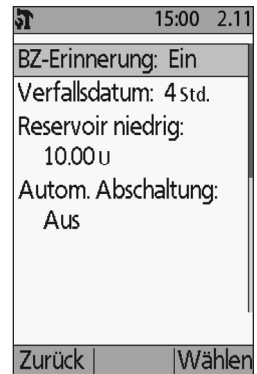 15:00 2.11
BZ-Erinnerung: Ein
Verfallsdatum: 4 Std.
Reservoir niedrig:
10.00 U
Autom. Abschaltung:
Aus
Zurück Wählen